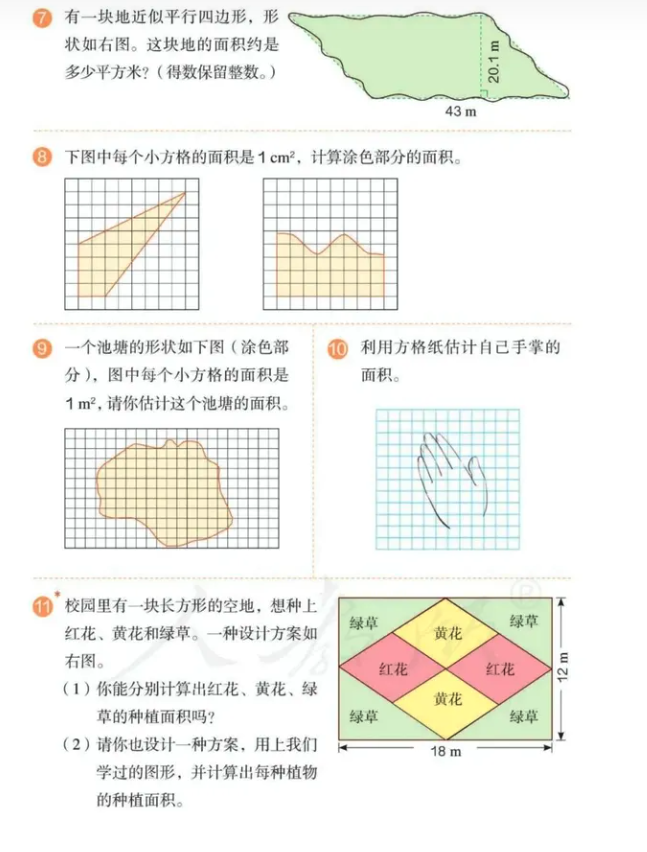 7 有一块地近似平行四边形，形
状如右图。这块地的面积约是
多少平方米？（得数保留整数。）
20.1 m
43 m
8 下图中每个小方格的面积是1 cm²，计算涂色部分的面积。
9 一个池塘的形状如下图（涂色部
分），图中每个小方格的面积是
1 m²，请你估计这个池塘的面积。
10 利用方格纸估计自己手掌的
面积。
11* 校园里有一块长方形的空地，想种上
红花、黄花和绿草。一种设计方案如
右图。
（1）你能分别计算出红花、黄花、绿
草的种植面积吗？
（2）请你也设计一种方案，用上我们
学过的图形，并计算出每种植物
的种植面积。
绿草 黄花 绿草
红花 红花
绿草 黄花 绿草
12 m
18 m
人教版®